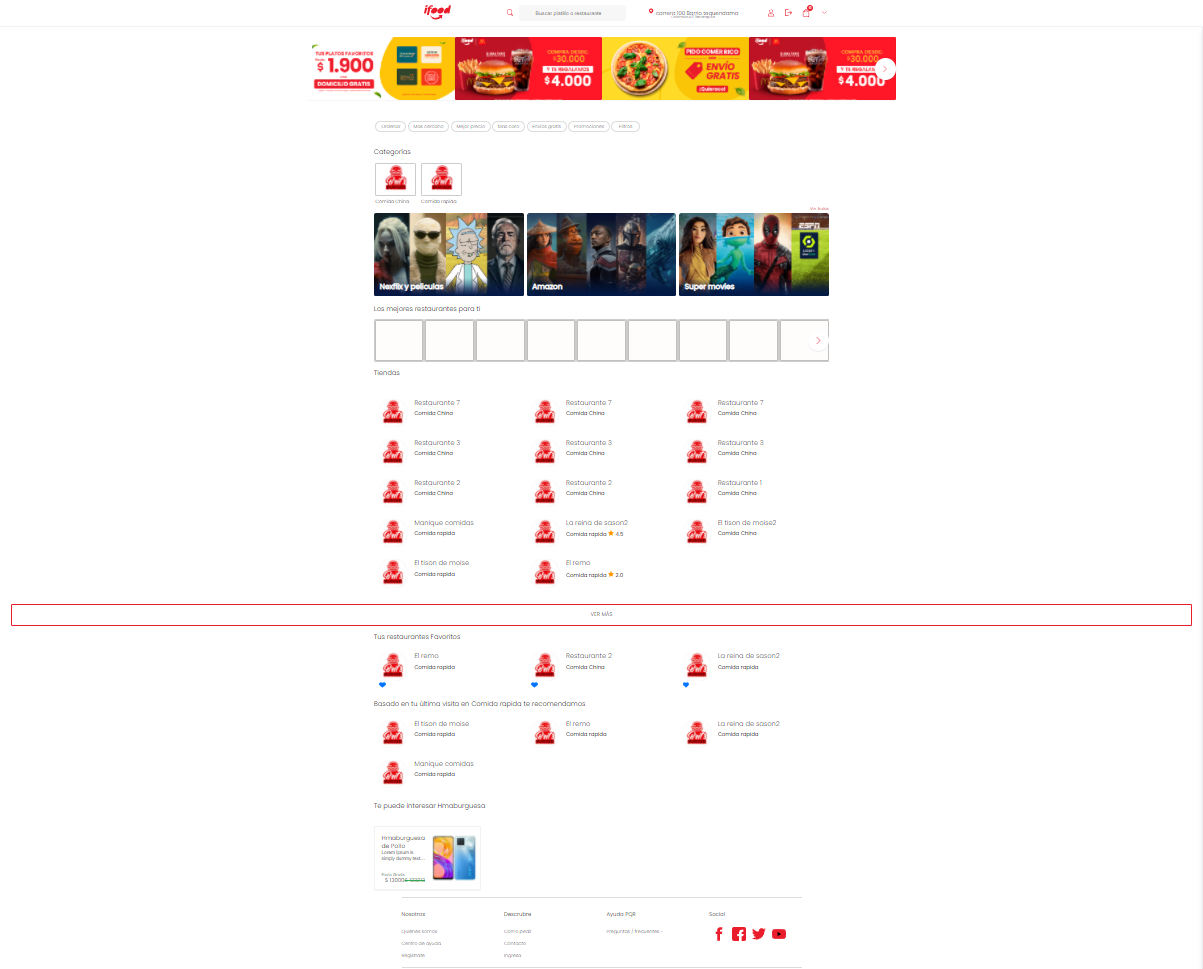 ifood
Buscar platillo o restaurante
carrera 100 Barrio tequendama
TUS PLATOS FAVORITOS
$ 1.900
DOMICILIO GRATIS
COMPRA DESDE
$30.000
Y TE REGALAMOS
$4.000
PIDO COMER RICO
ENVÍO
GRATIS
¡Quieroso!
COMPRA DESDE
$30.000
Y TE REGALAMOS
$4.000
Ordenar
Más cercano
Mejor precio
Más caro
Envíos gratis
Promociones
Filtros
Categorías
Comida China
Comida rapida
Ver todos
Nexflix y peliculas
Amazon
Super movies
ESPN
Los mejores restaurantes para ti
Tiendas
Restaurante 7
Comida China
Restaurante 7
Comida China
Restaurante 7
Comida China
Restaurante 3
Comida China
Restaurante 3
Comida China
Restaurante 3
Comida China
Restaurante 2
Comida China
Restaurante 2
Comida China
Restaurante 1
Comida China
Manique comidas
Comida rapida
La reina de sason2
Comida rapida ★ 4.5
El tison de moise2
Comida China
El tison de moise
Comida rapida
El remo
Comida rapida ★ 2.0
VER MÁS
Tus restaurantes Favoritos
El remo
Comida rapida
Restaurante 2
Comida China
La reina de sason2
Comida rapida
Basado en tu última visita en Comida rapida te recomendamos
El tison de moise
Comida rapida
El remo
Comida rapida
La reina de sason2
Comida rapida
Manique comidas
Comida rapida
Te puede interesar Hmaburguesa
Hmaburguesa
de Pollo
Lorem Ipsum is
simply dummy text...
Envio Gratis
$ 13000
Nosotros
Quiénes somos
Centro de ayuda
Registrate
Descrubre
Como pedir
Contacto
Ingresa
Ayuda PQR
Preguntas / frecuentes -
Social